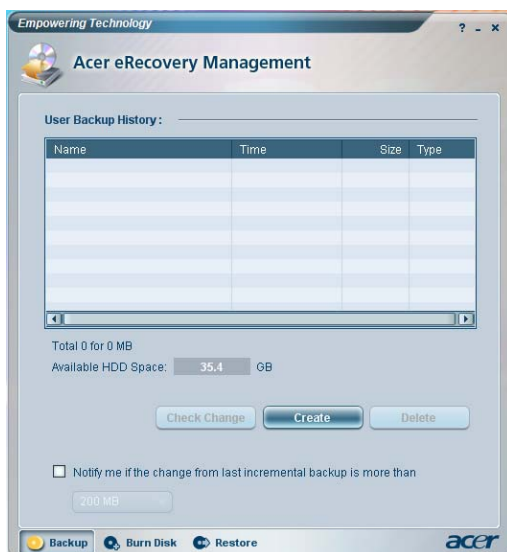 Empowering Technology
? - ×
Acer eRecovery Management
User Backup History :
Name Time Size Type
Total 0 for 0 MB
Available HDD Space: 35.4 GB
Check Change Create Delete
Notify me if the change from last incremental backup is more than
200 MB
Backup Burn Disk Restore acer